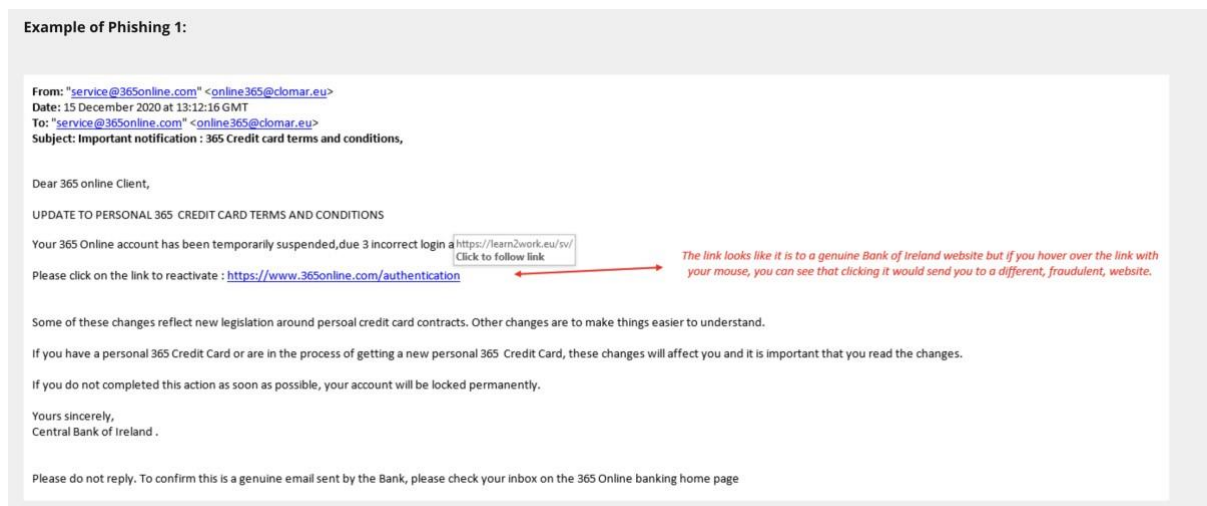 Example of Phishing 1:
From: "service@365online.com" <online365@clomar.eu>
Date: 15 December 2020 at 13:12:16 GMT
To: "service@365online.com" <online365@clomar.eu>
Subject: Important notification : 365 Credit card terms and conditions,
Dear 365 online Client,
UPDATE TO PERSONAL 365 CREDIT CARD TERMS AND CONDITIONS
Your 365 Online account has been temporarily suspended,due 3 incorrect login a
https://learn2work.eu/sv/
Click to follow link
Please click on the link to reactivate : https://www.365online.com/authentication
The link looks like it is to a genuine Bank of Ireland website but if you hover over the link with
your mouse, you can see that clicking it would send you to a different, fraudulent, website.
Some of these changes reflect new legislation around persoal credit card contracts. Other changes are to make things easier to understand.
If you have a personal 365 Credit Card or are in the process of getting a new personal 365 Credit Card, these changes will affect you and it is important that you read the changes.
If you do not completed this action as soon as possible, your account will be locked permanently.
Yours sincerely,
Central Bank of Ireland .
Please do not reply. To confirm this is a genuine email sent by the Bank, please check your inbox on the 365 Online banking home page